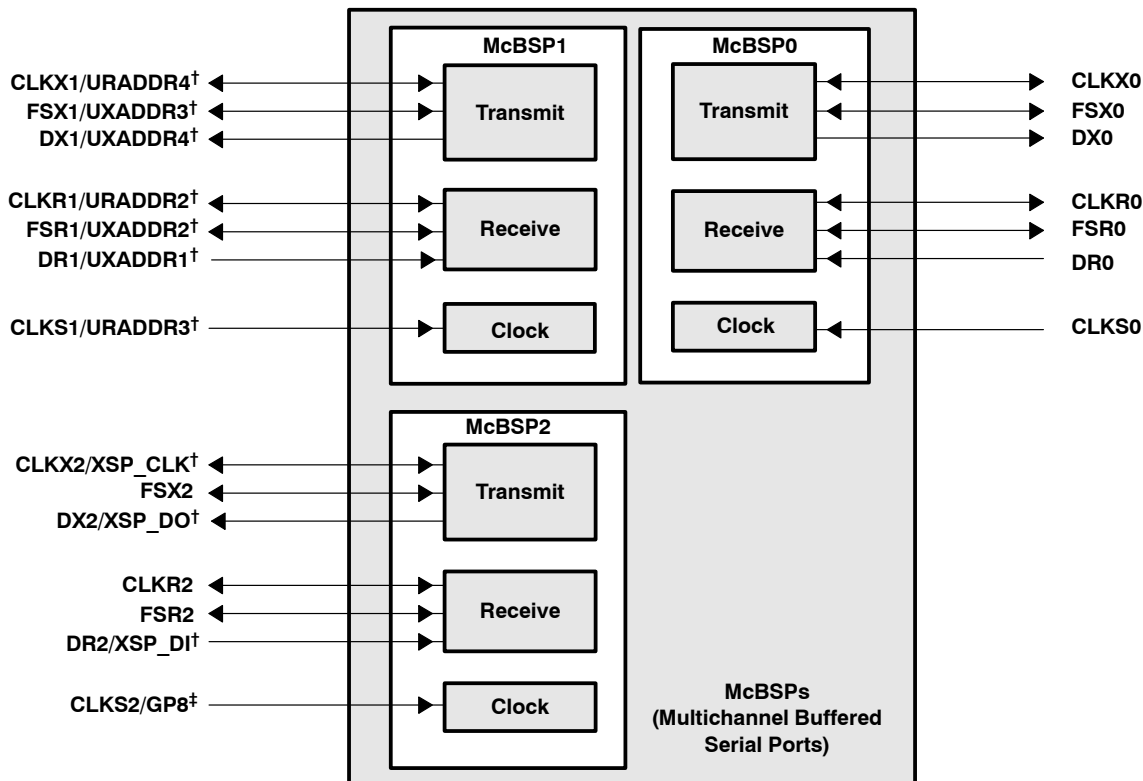 McBSP1
CLKX1/URADDR4†
FSX1/UXADDR3†
DX1/UXADDR4†
Transmit
CLKR1/URADDR2†
FSR1/UXADDR2†
DR1/UXADDR1†
Receive
CLKS1/URADDR3†
Clock
McBSP0
Transmit
CLKX0
FSX0
DX0
Receive
CLKR0
FSR0
DR0
Clock
CLKS0
McBSP2
CLKX2/XSP_CLK†
FSX2
DX2/XSP_DO†
Transmit
CLKR2
FSR2
DR2/XSP_DI†
Receive
CLKS2/GP8‡
Clock
McBSPs
(Multichannel Buffered
Serial Ports)